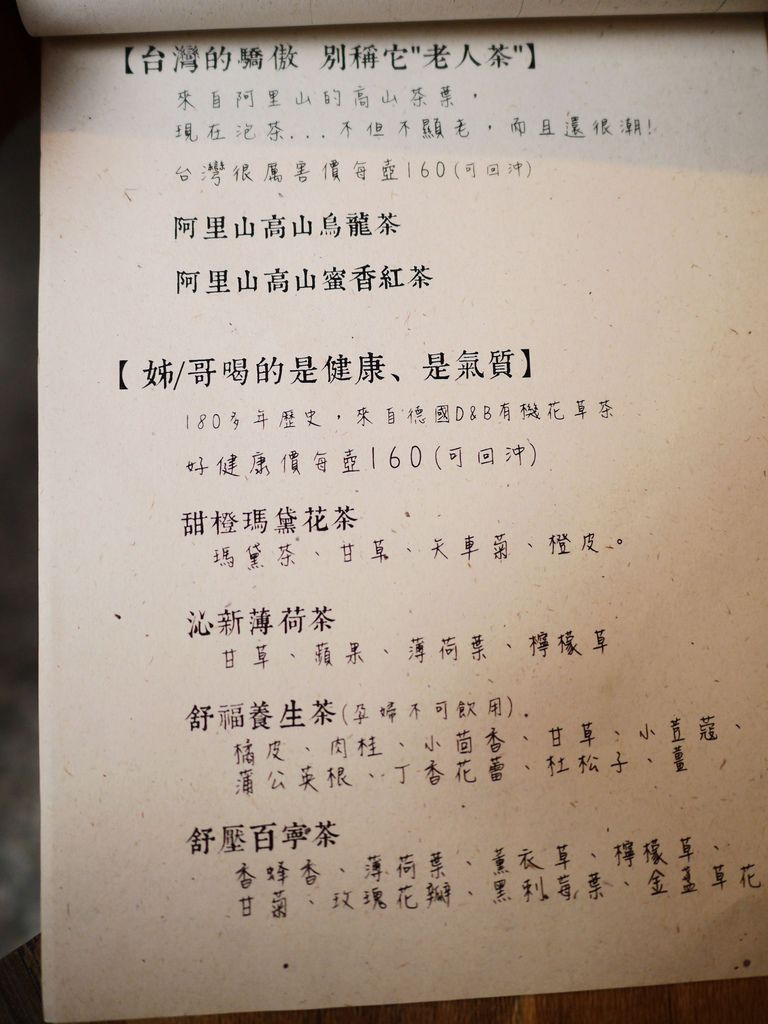 【台灣的驕傲 別稱它"老人茶"】
來自阿里山的高山茶葉，
現在泡茶...不但不顯老，而且還很潮!
台灣很厲害價每壺160(可回沖)
阿里山高山烏龍茶
阿里山高山蜜香紅茶
【姊/哥喝的是健康、是氣質】
180多年歷史，來自德國D&B有機花草茶
好健康價每壺160(可回沖)
甜橙瑪黛花茶
瑪黛茶、甘草、矢車菊、橙皮。
沁新薄荷茶
甘草、蘋果、薄荷葉、檸檬草
舒福養生茶(孕婦不可飲用).
橘皮、肉桂、小茴香、甘草、小荳蔻、
蒲公英根、丁香花蕾、杜松子、薑
舒壓百寧茶
香蜂香、薄荷葉、薰衣草、檸檬草、
甘菊、玫瑰花瓣、黑利莓葉、金盞草花